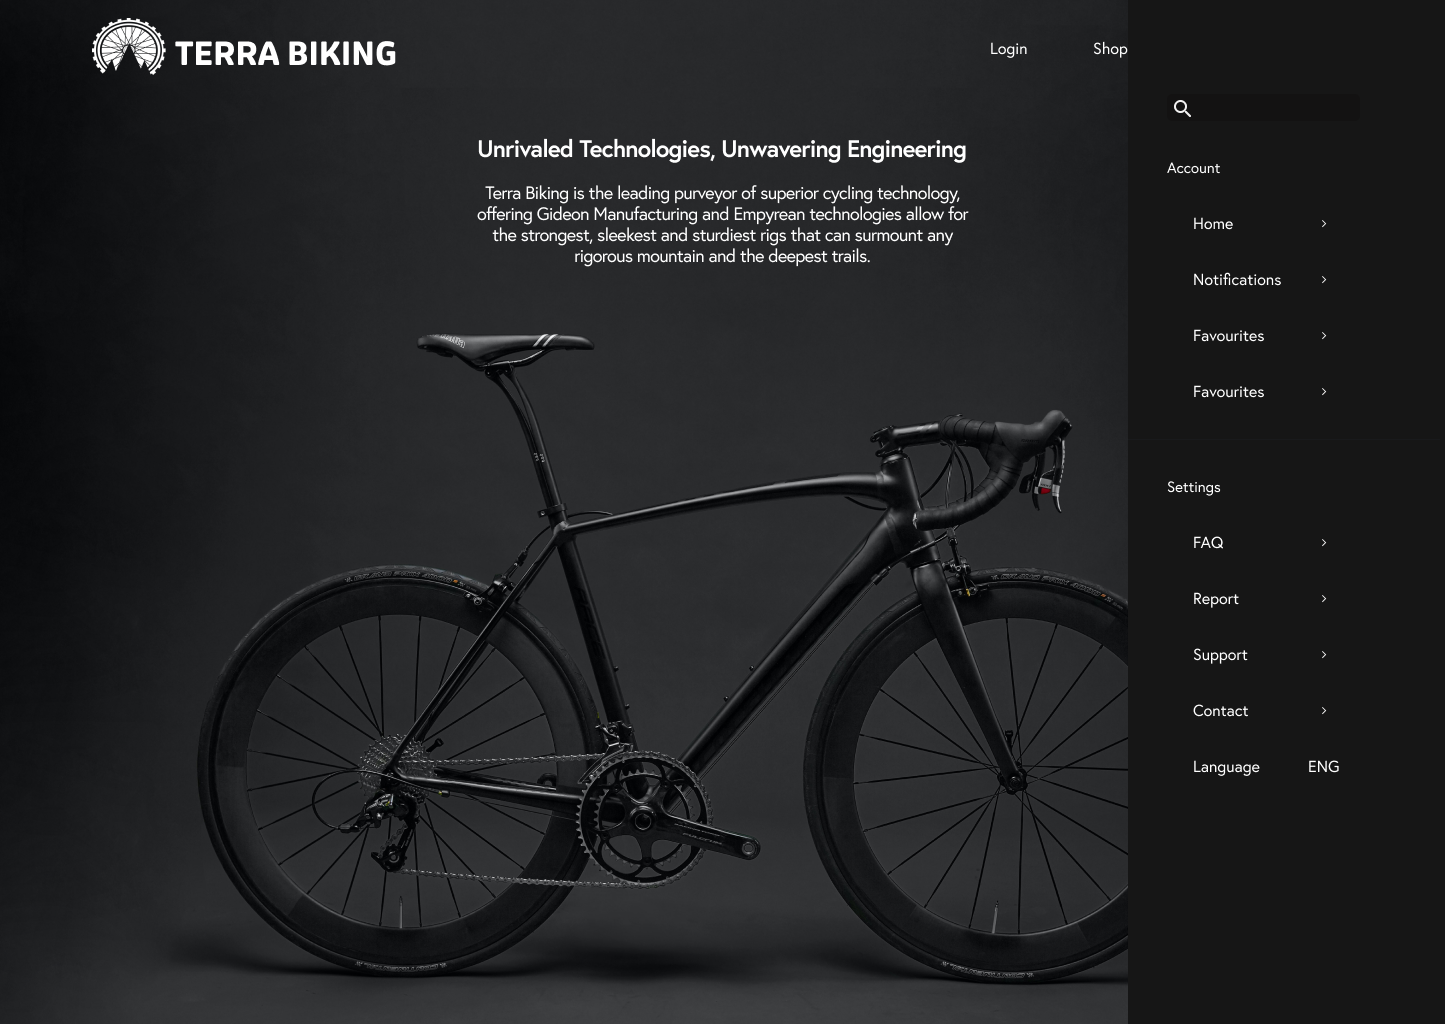 TERRA BIKING
Login
Shop
Unrivaled Technologies, Unwavering Engineering
Terra Biking is the leading purveyor of superior cycling technology,
offering Gideon Manufacturing and Empyrean technologies allow for
the strongest, sleekest and sturdiest rigs that can surmount any
rigorous mountain and the deepest trails.
Account
Home
Notifications
Favourites
Favourites
Settings
FAQ
Report
Support
Contact
Language ENG